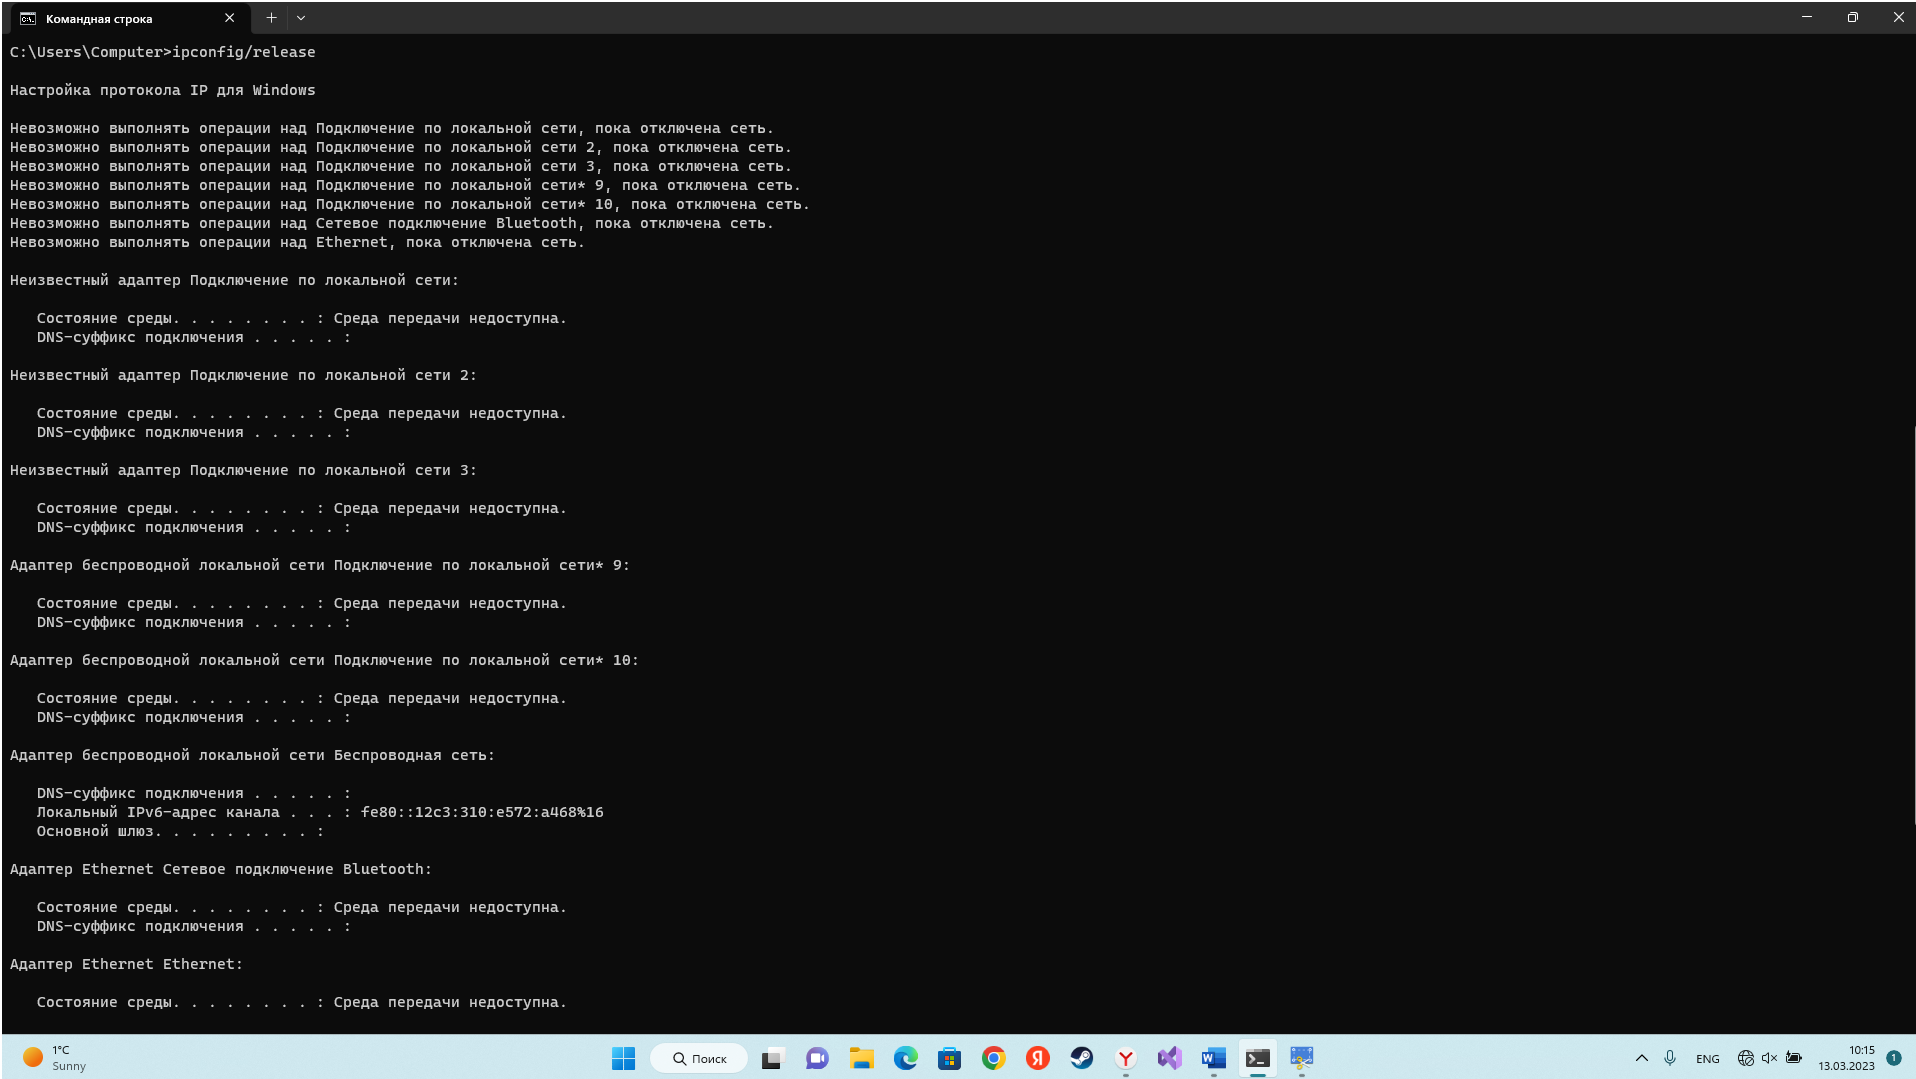 Командная строка
C:\Users\Computer>ipconfig/release
Настройка протокола IP для Windows
Невозможно выполнять операции над Подключение по локальной сети, пока отключена сеть.
Невозможно выполнять операции над Подключение по локальной сети 2, пока отключена сеть.
Невозможно выполнять операции над Подключение по локальной сети 3, пока отключена сеть.
Невозможно выполнять операции над Подключение по локальной сети* 9, пока отключена сеть.
Невозможно выполнять операции над Подключение по локальной сети* 10, пока отключена сеть.
Невозможно выполнять операции над Сетевое подключение Bluetooth, пока отключена сеть.
Невозможно выполнять операции над Ethernet, пока отключена сеть.
Неизвестный адаптер Подключение по локальной сети:
Состояние среды. . . . . . . . : Среда передачи недоступна.
DNS-суффикс подключения . . . . . :
Неизвестный адаптер Подключение по локальной сети 2:
Состояние среды. . . . . . . . : Среда передачи недоступна.
DNS-суффикс подключения . . . . . :
Неизвестный адаптер Подключение по локальной сети 3:
Состояние среды. . . . . . . . : Среда передачи недоступна.
DNS-суффикс подключения . . . . . :
Адаптер беспроводной локальной сети Подключение по локальной сети* 9:
Состояние среды. . . . . . . . : Среда передачи недоступна.
DNS-суффикс подключения . . . . . :
Адаптер беспроводной локальной сети Подключение по локальной сети* 10:
Состояние среды. . . . . . . . : Среда передачи недоступна.
DNS-суффикс подключения . . . . . :
Адаптер беспроводной локальной сети Беспроводная сеть:
DNS-суффикс подключения . . . . . :
Локальный IPv6-адрес канала . . . : fe80::12c3:310:e572:a468%16
Основной шлюз. . . . . . . . . :
Адаптер Ethernet Сетевое подключение Bluetooth:
Состояние среды. . . . . . . . : Среда передачи недоступна.
DNS-суффикс подключения . . . . . :
Адаптер Ethernet Ethernet:
Состояние среды. . . . . . . . : Среда передачи недоступна.
1°C
Sunny
Поиск
ENG
10:15
13.03.2023
1